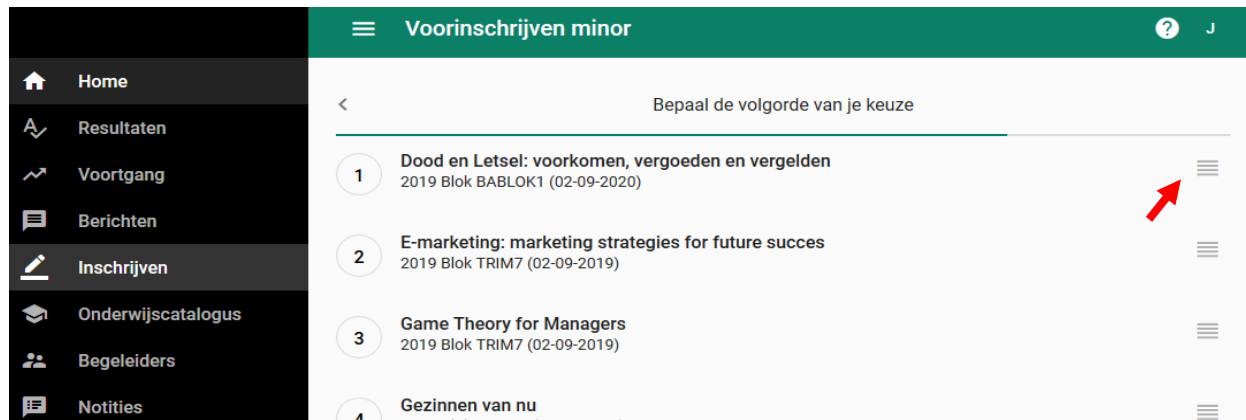 Voorinschrijven minor
? J
Home
Resultaten
Voortgang
Berichten
Inschrijven
Onderwijscatalogus
Begeleiders
Notities
< Bepaal de volgorde van je keuze
1
Dood en Letsel: voorkomen, vergoeden en vergelden
2019 Blok BABLOK1 (02-09-2020)
2
E-marketing: marketing strategies for future succes
2019 Blok TRIM7 (02-09-2019)
3
Game Theory for Managers
2019 Blok TRIM7 (02-09-2019)
4
Gezinnen van nu